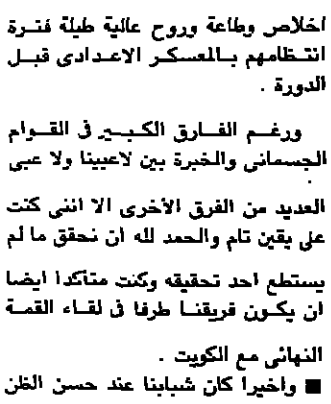 اخلاص وطاعة وروح عالية طيلة فترة
انتظامهم بالمعسكر الاعدادى قبل
الدورة .
ورغم الفارق الكبير فى القوام
الجسمانى والخبرة بين لاعبينا ولا عبى
العديد من الفرق الأخرى الا اننى كنت
على يقين تام والحمد لله ان نحقق ما لم
يستطع احد تحقيقه وكنت متأكدا ايضا
ان يكون فريقنا طرفا فى لقاء القمة
النهائى مع الكويت .
■ واخيرا كان شبابنا عند حسن الظن